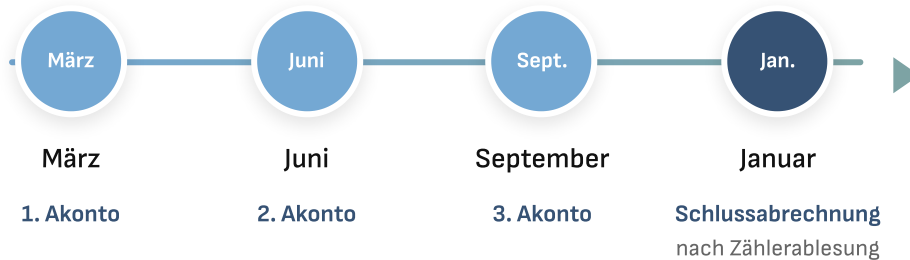 März Juni Sept. Jan.
März Juni September Januar
1. Akonto 2. Akonto 3. Akonto Schlussabrechnung
nach Zählerablesung